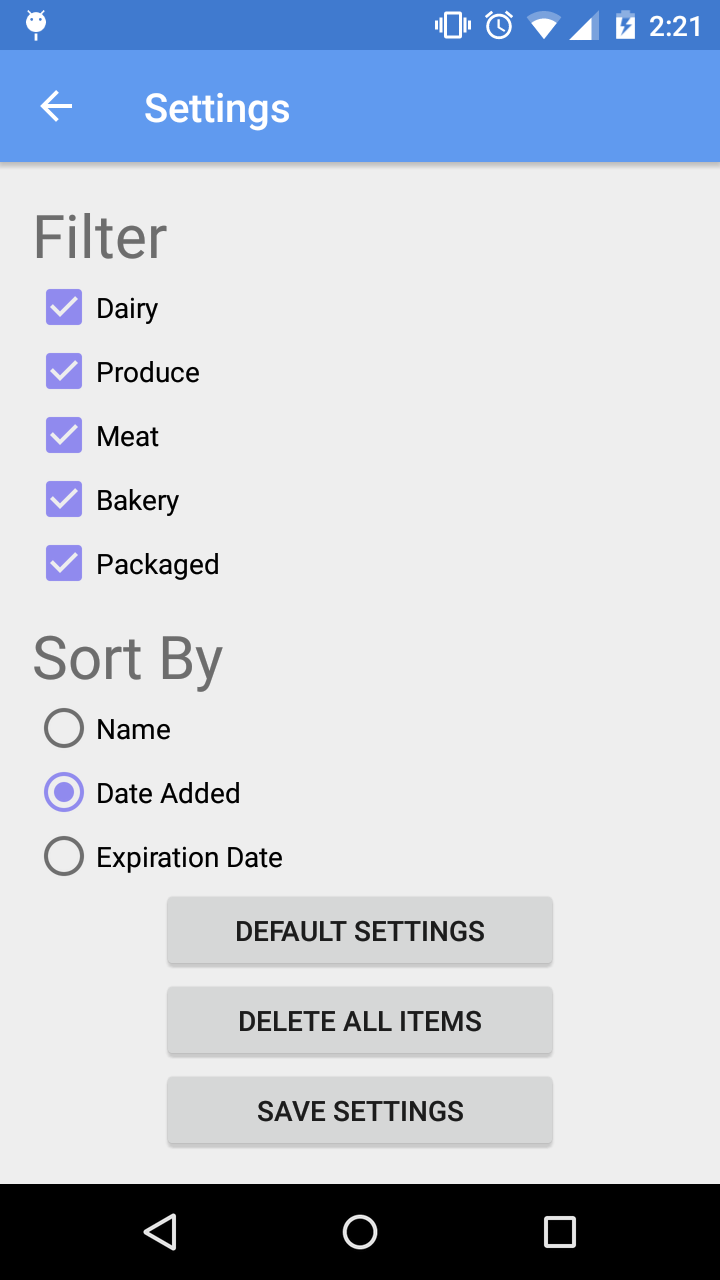 2:21
Settings
Filter
Dairy
Produce
Meat
Bakery
Packaged
Sort By
Name
Date Added
Expiration Date
DEFAULT SETTINGS
DELETE ALL ITEMS
SAVE SETTINGS